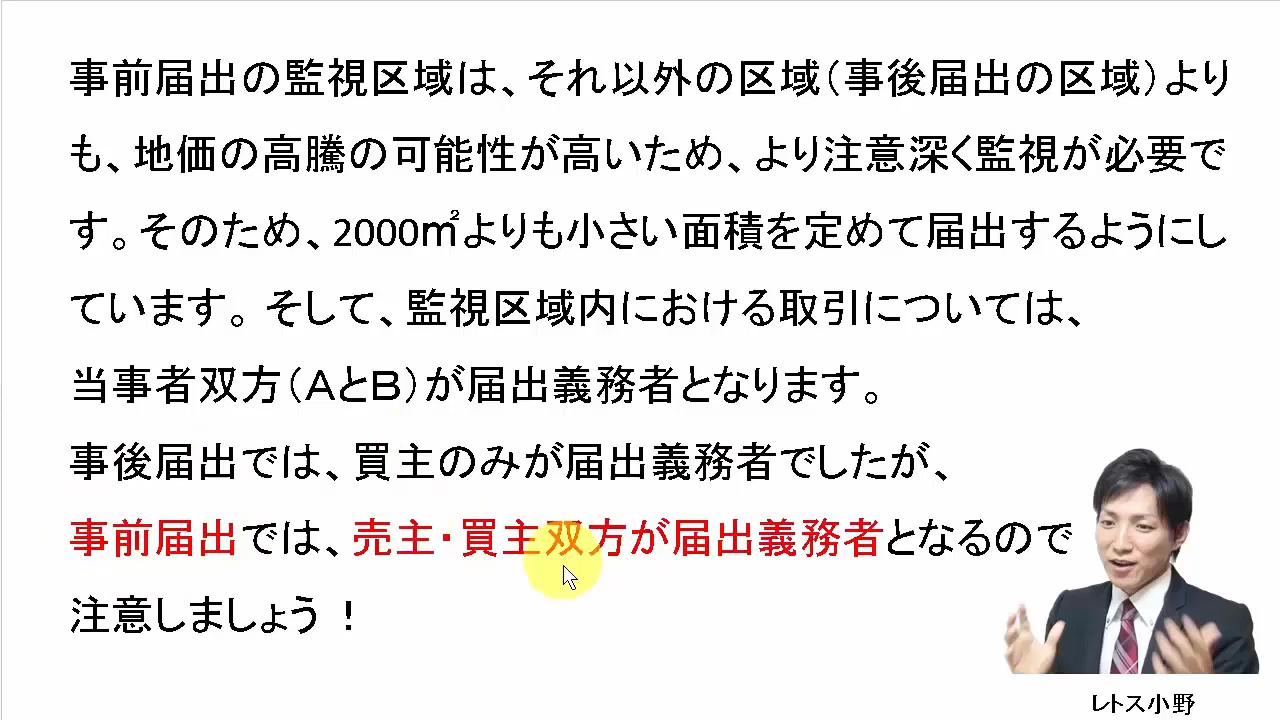 事前届出の監視区域は、それ以外の区域（事後届出の区域）より
も、地価の高騰の可能性が高いため、より注意深く監視が必要で
す。そのため、2000㎡よりも小さい面積を定めて届出するようにし
ています。そして、監視区域内における取引については、
当事者双方（ＡとＢ）が届出義務者となります。
事後届出では、買主のみが届出義務者でしたが、
事前届出では、売主・買主双方が届出義務者となるので
注意しましょう！
レトス小野